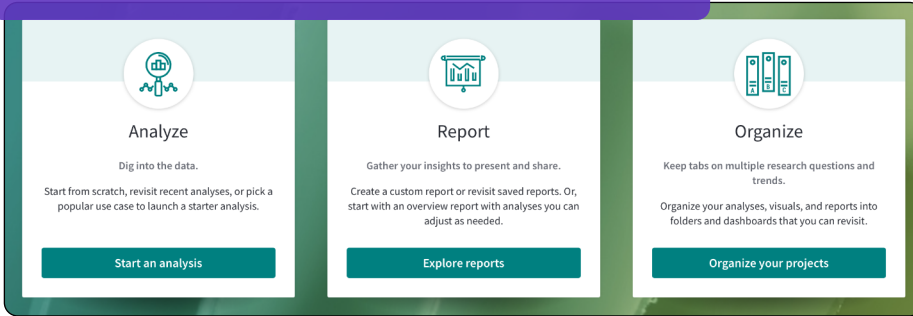 Analyze
Dig into the data.
Start from scratch, revisit recent analyses, or pick a
popular use case to launch a starter analysis.
Start an analysis
Report
Gather your insights to present and share.
Create a custom report or revisit saved reports. Or,
start with an overview report with analyses you can
adjust as needed.
Explore reports
A B C
Organize
Keep tabs on multiple research questions and
trends.
Organize your analyses, visuals, and reports into
folders and dashboards that you can revisit.
Organize your projects